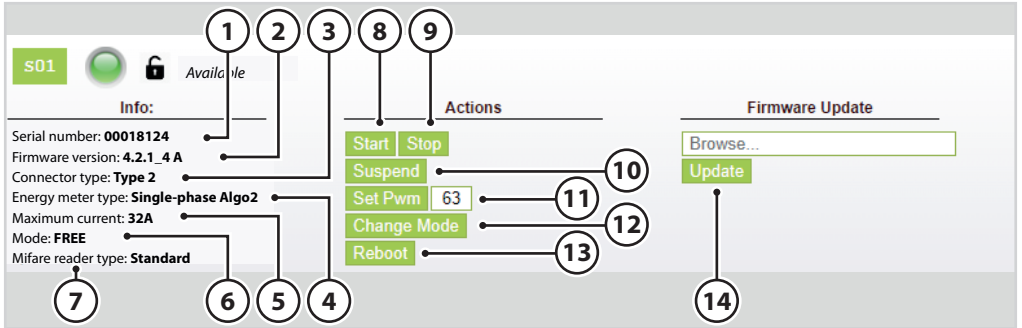 1 2 3 8 9
s01 Available
Info:
Serial number: 00018124
Firmware version: 4.2.1_4 A
Connector type: Type 2
Energy meter type: Single-phase Algo2
Maximum current: 32A
Mode: FREE
Mifare reader type: Standard
Actions
Start Stop
Suspend
Set Pwm 63
Change Mode
Reboot
Firmware Update
Browse...
Update
10
11
12
13
7 6 5 4 14